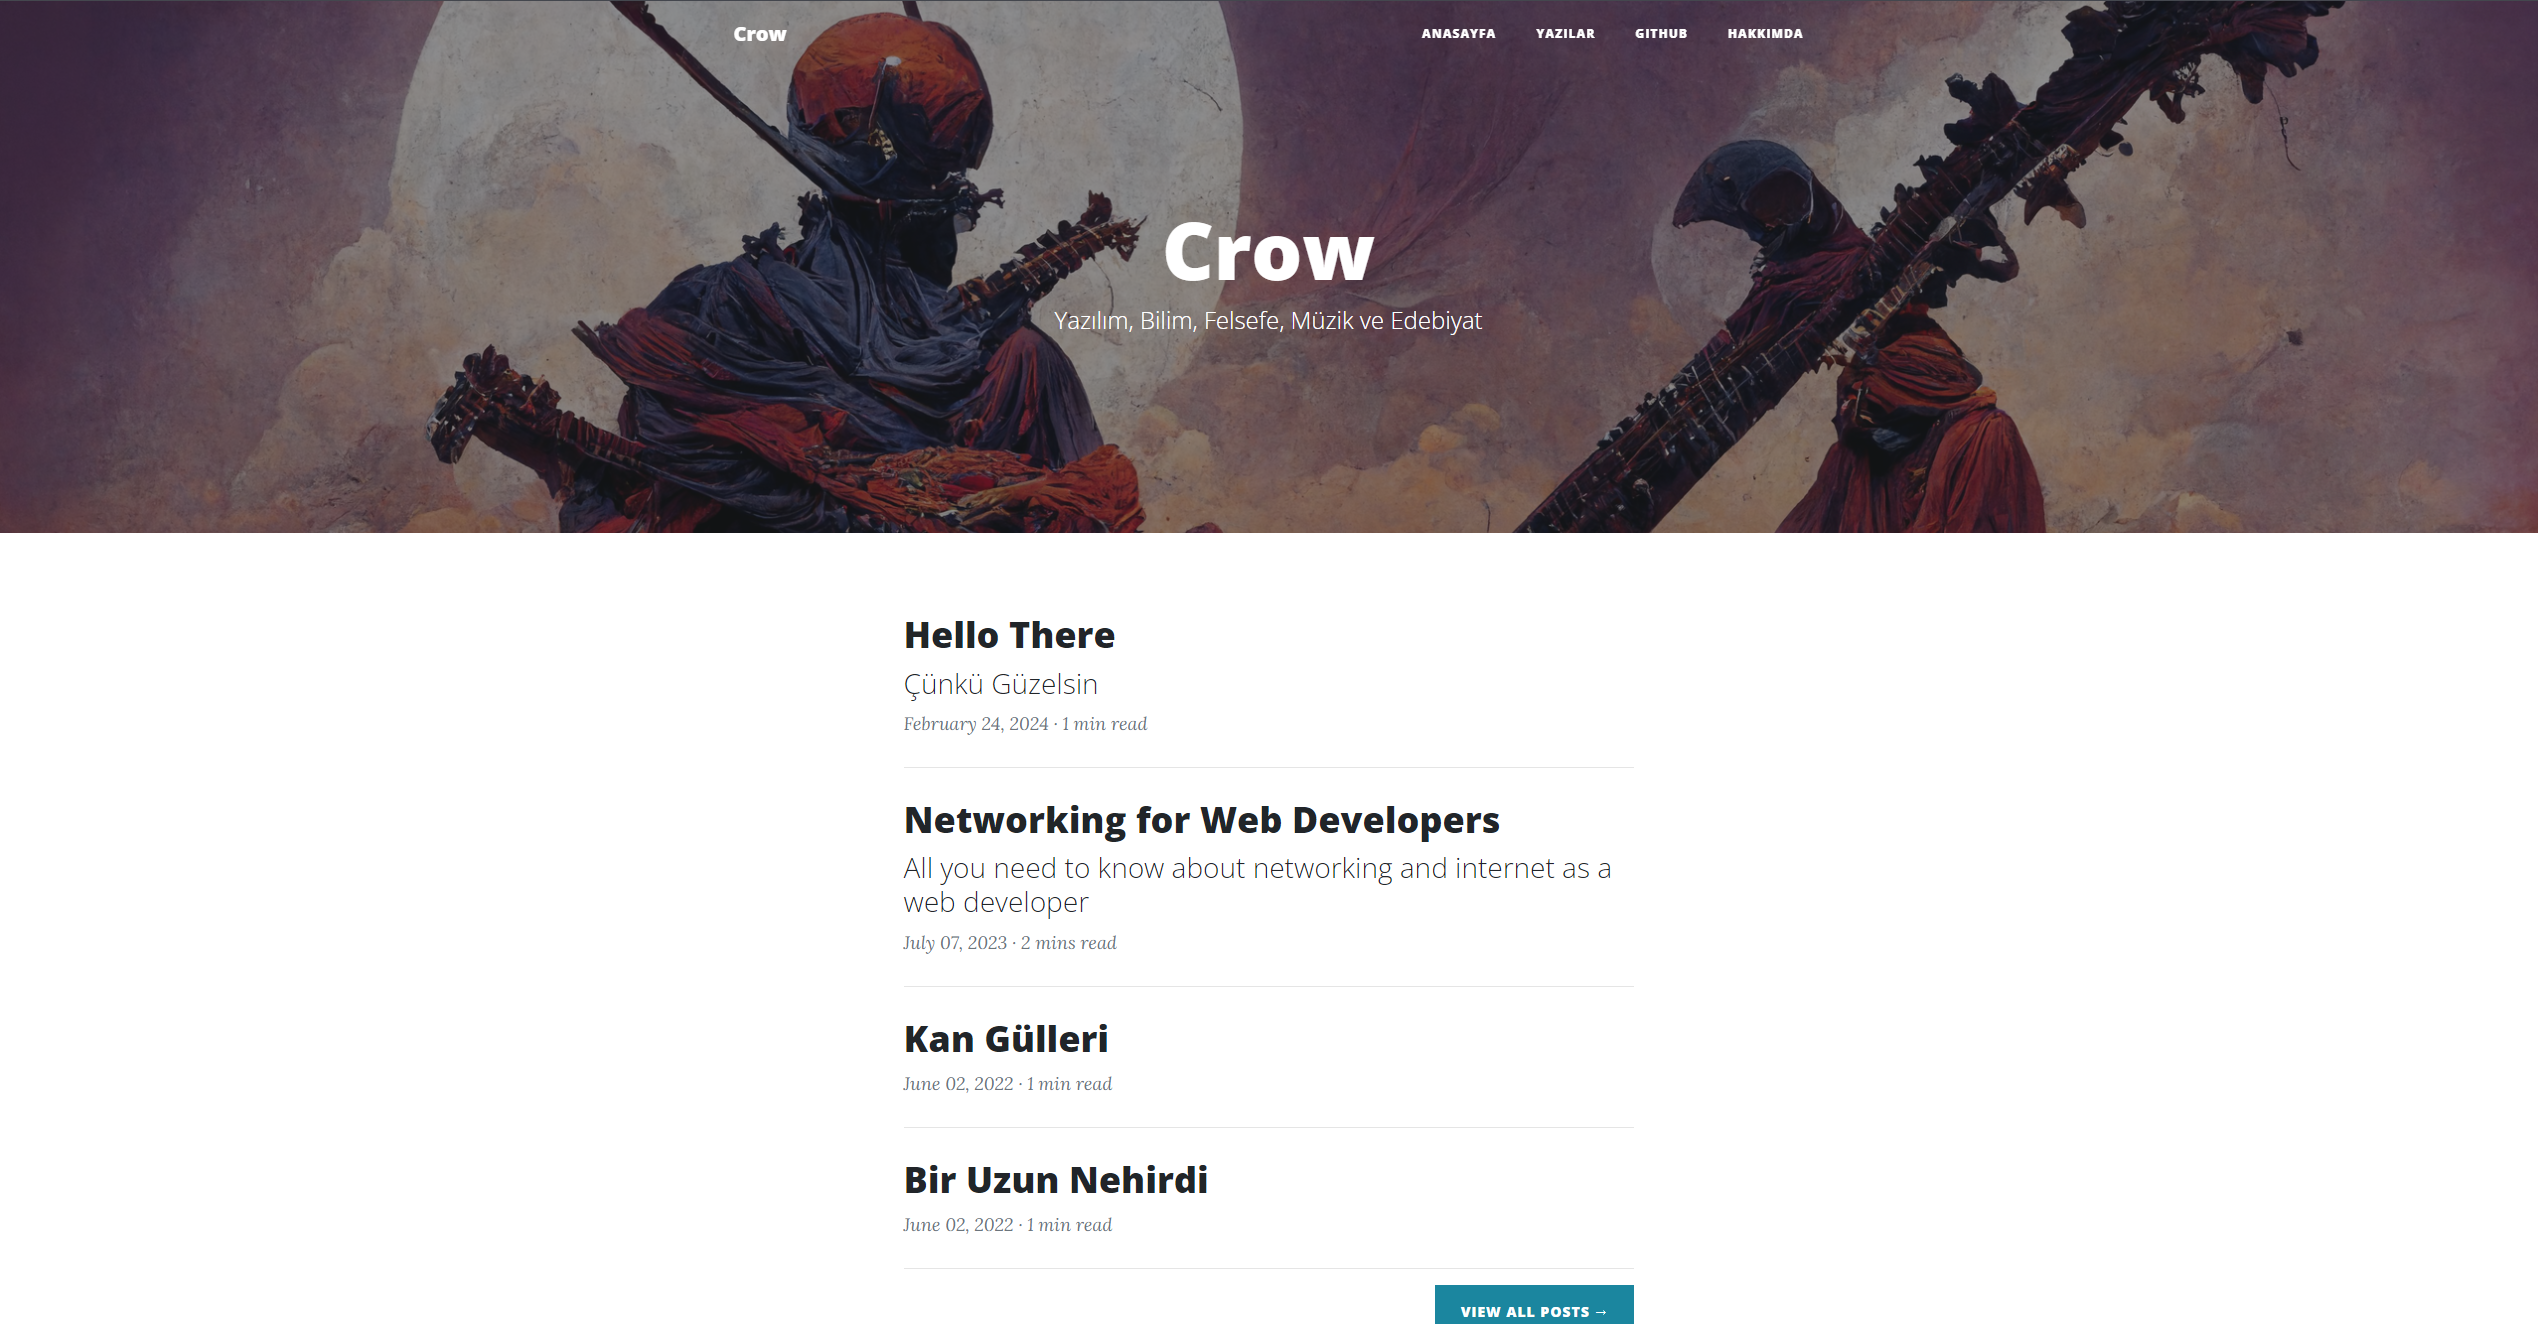 Crow
ANASAYFA YAZILAR GITHUB HAKKIMDA
Crow
Yazılım, Bilim, Felsefe, Müzik ve Edebiyat
Hello There
Çünkü Güzelsin
February 24, 2024 · 1 min read
Networking for Web Developers
All you need to know about networking and internet as a
web developer
July 07, 2023 · 2 mins read
Kan Gülleri
June 02, 2022 · 1 min read
Bir Uzun Nehirdi
June 02, 2022 · 1 min read
VIEW ALL POSTS →